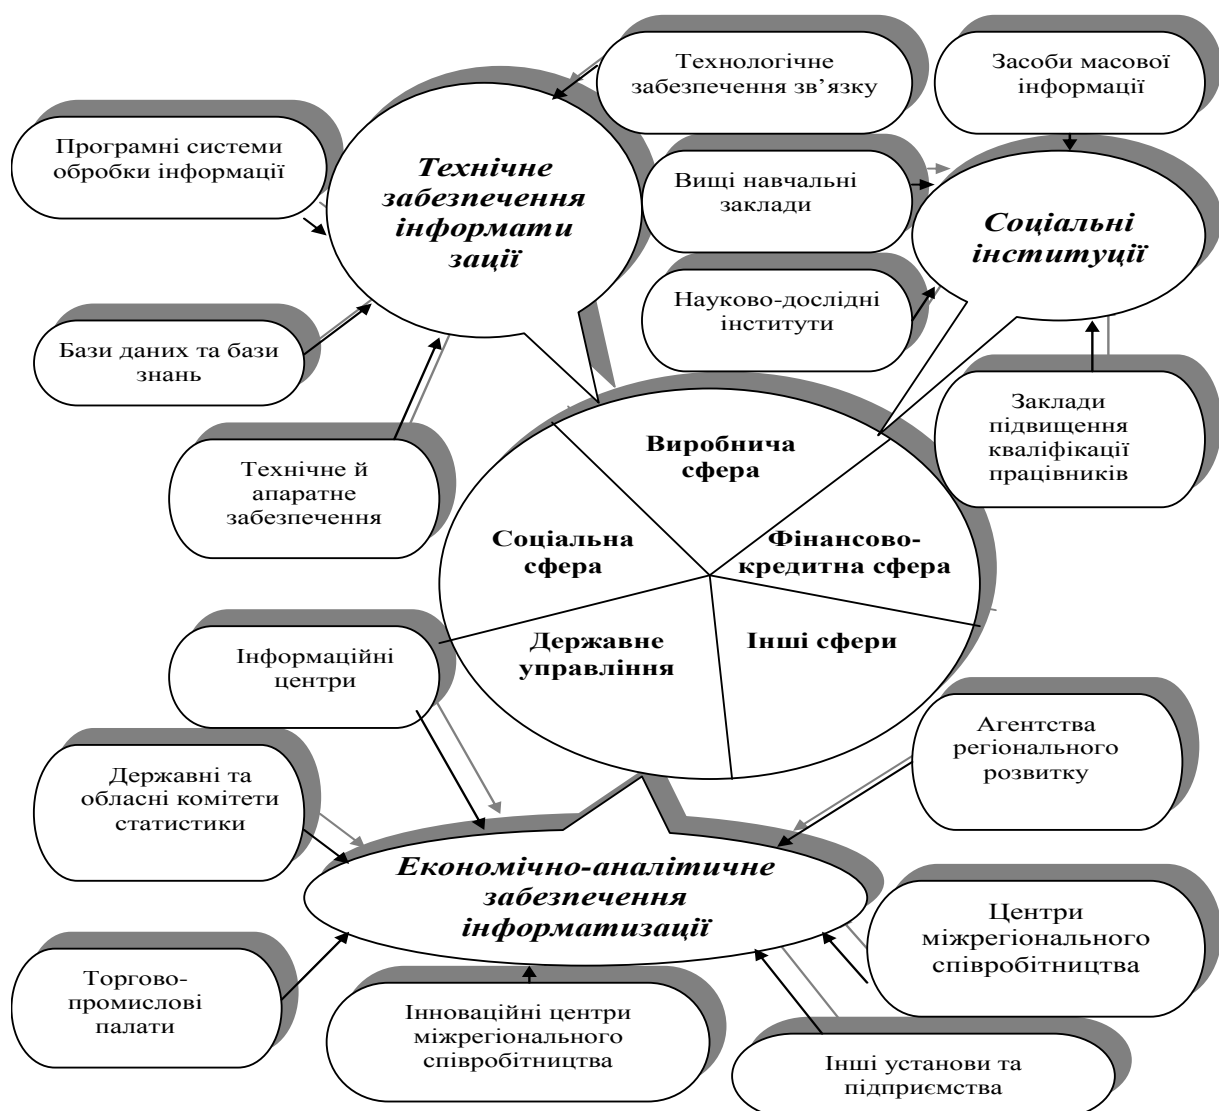 Технологічне
забезпечення зв’язку
Засоби масової
інформації
Програмні системи
обробки інформації
Технічне
забезпечення
інформати
зації
Вищі навчальні
заклади
Соціальні
інституції
Науково-дослідні
інститути
Бази даних та бази
знань
Заклади
підвищення
кваліфікації
працівників
Технічне й
апаратне
забезпечення
Виробнича
сфера
Соціальна
сфера
Фінансово-
кредитна сфера
Державне
управління
Інші сфери
Інформаційні
центри
Агентства
регіонального
розвитку
Державні та
обласні комітети
статистики
Економічно-аналітичне
забезпечення
інформатизації
Центри
міжрегіонального
співробітництва
Торгово-
промислові
палати
Інноваційні центри
міжрегіонального
співробітництва
Інші установи та
підприємства